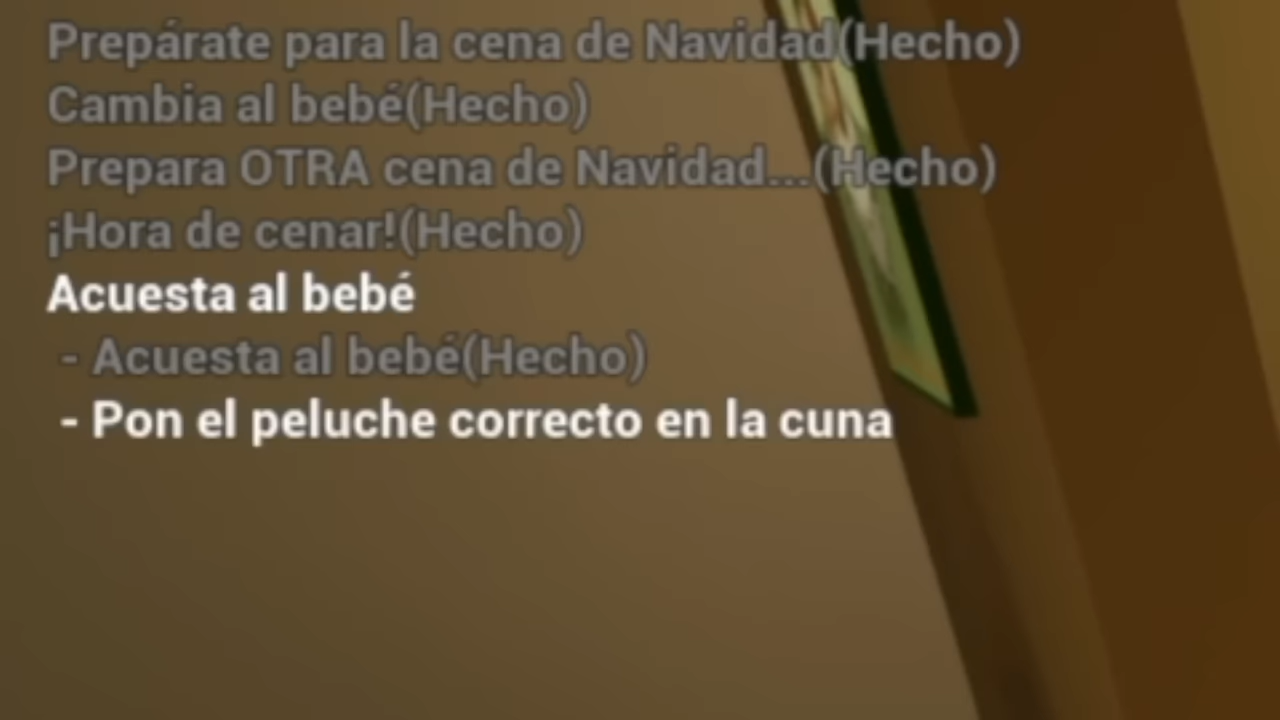 Prepárate para la cena de Navidad(Hecho)
Cambia al bebé(Hecho)
Prepara OTRA cena de Navidad...(Hecho)
¡Hora de cenar!(Hecho)
Acuesta al bebé
- Acuesta al bebé(Hecho)
- Pon el peluche correcto en la cuna